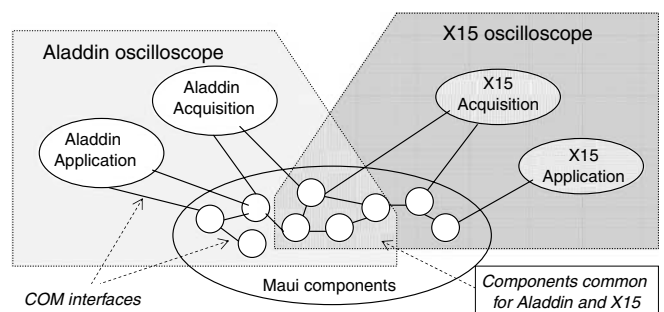 Aladdin oscilloscope
X15 oscilloscope
Aladdin
Acquisition
X15
Acquisition
Aladdin
Application
X15
Application
Maui components
COM interfaces
Components common
for Aladdin and X15